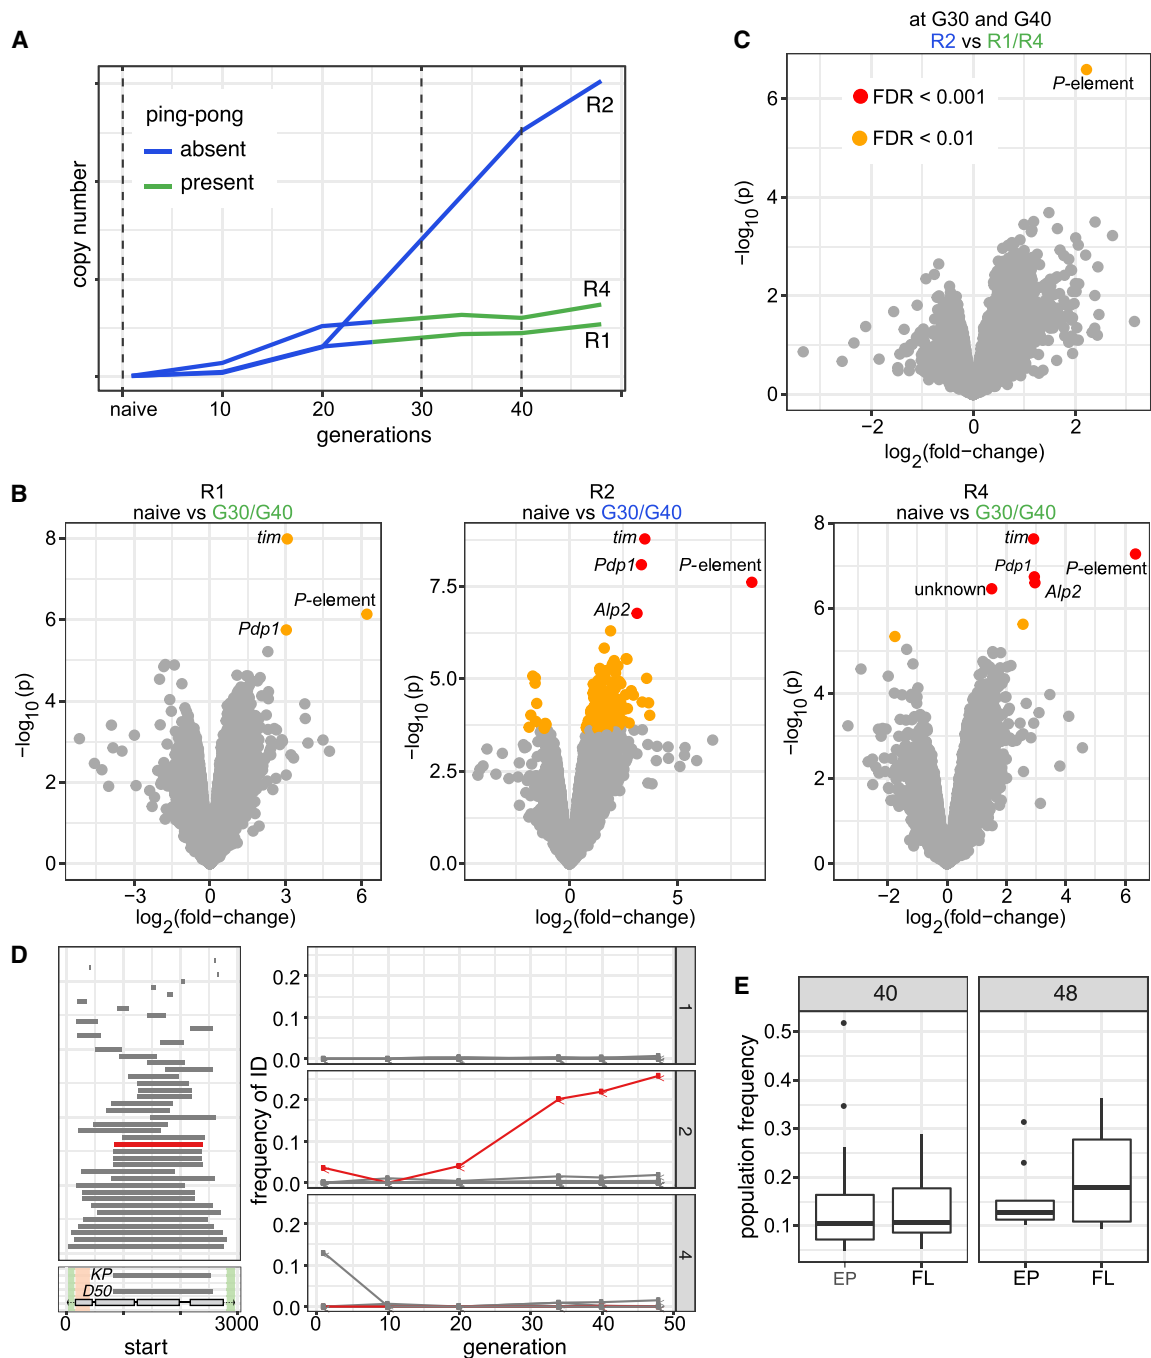 A
ping-pong
absent
present
R2
R4
R1
copy number
naive
10
20
30
40
generations
C
at G30 and G40
R2 vs R1/R4
P-element
FDR < 0.001
FDR < 0.01
6
4
2
0
−log10(p)
−2
0
2
log2(fold−change)
B
R1
naive vs G30/G40
tim
P-element
Pdp1
8
6
4
2
0
−log10(p)
−3
0
3
6
log2(fold−change)
R2
naive vs G30/G40
tim
Pdp1
P-element
Alp2
7.5
5.0
2.5
0.0
−log10(p)
0
5
log2(fold−change)
R4
naive vs G30/G40
tim
Pdp1
P-element
unknown
Alp2
8
6
4
2
0
−log10(p)
−2
0
2
4
6
log2(fold−change)
D
KP
D50
0
3000
start
frequency of ID
0.2
0.1
0.0
1
0.2
0.1
0.0
2
0.2
0.1
0.0
4
0
10
20
30
40
50
generation
E
40
48
population frequency
0.5
0.4
0.3
0.2
0.1
EP
FL
EP
FL